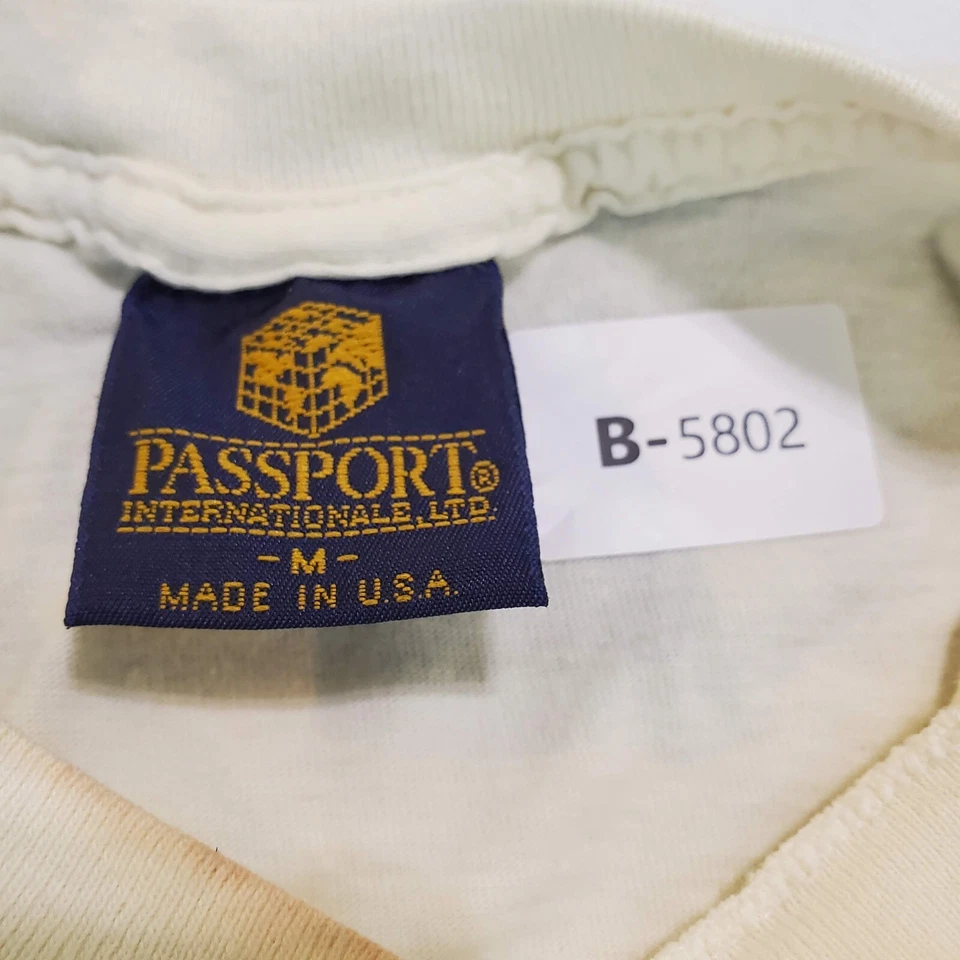 PASSPORT®
INTERNATIONALE, LTD.
-M-
MADE IN U.S.A.
B-5802